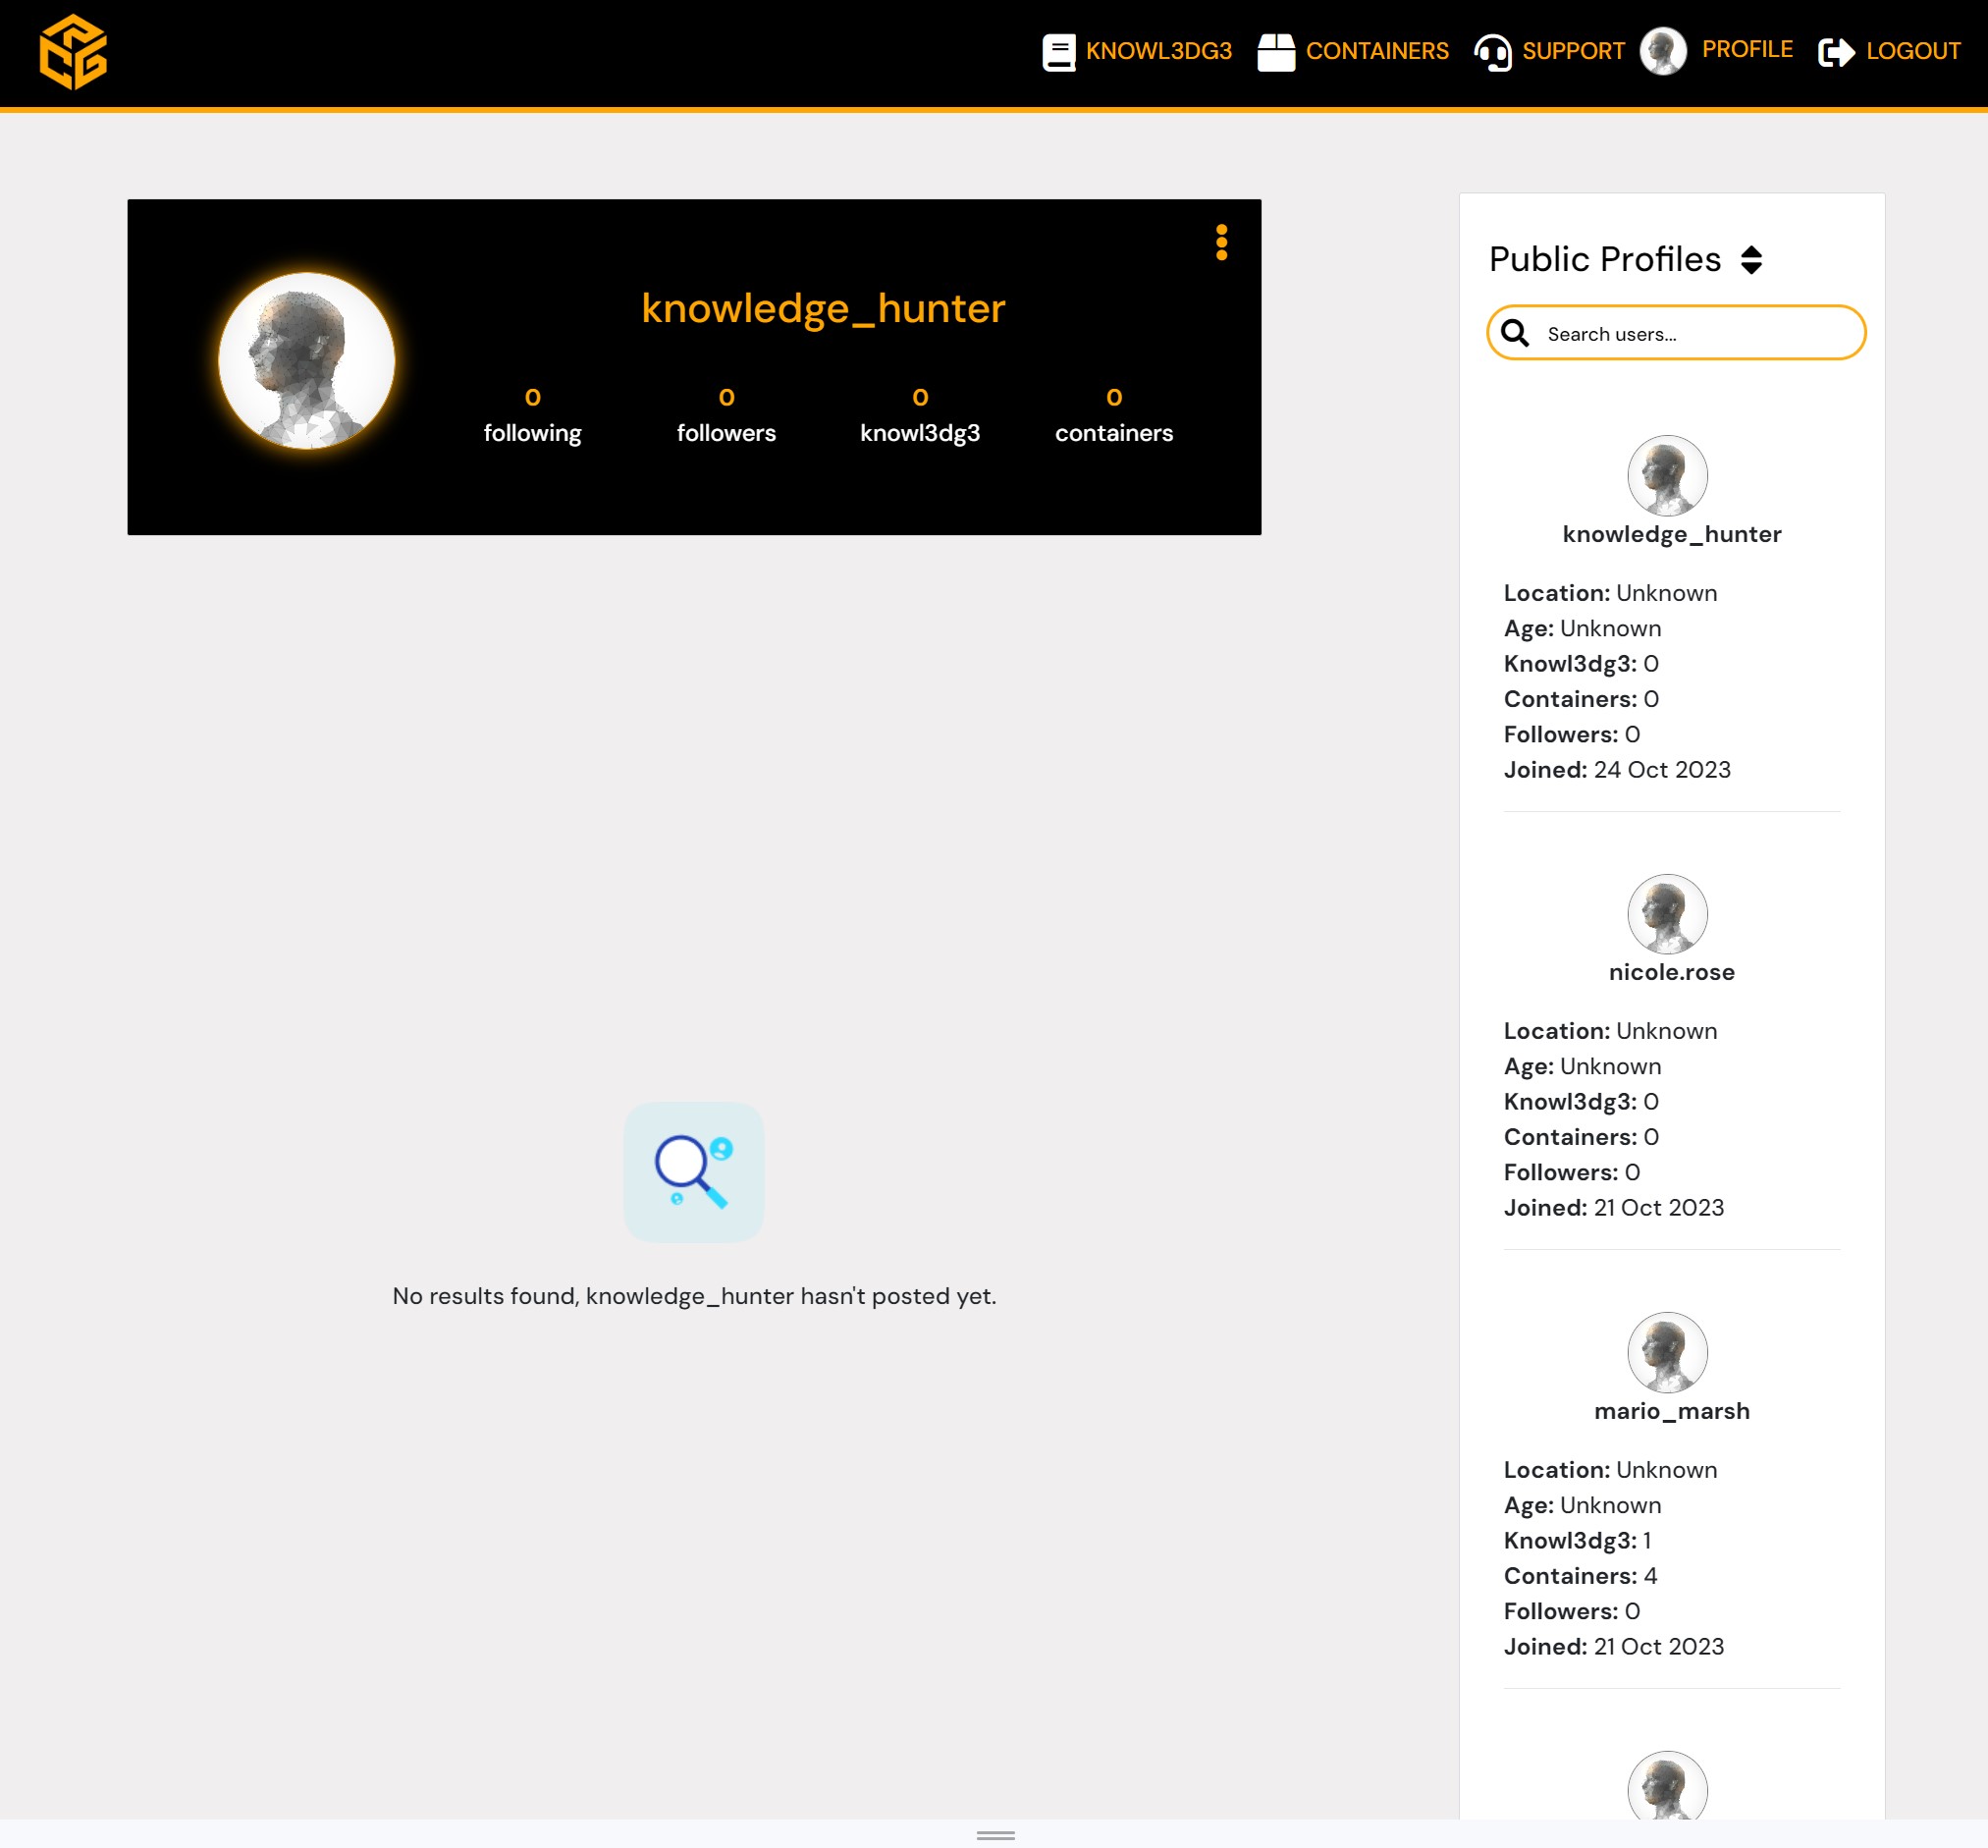 KNOWL3DG3 CONTAINERS SUPPORT PROFILE LOGOUT
knowledge_hunter
0 0 0 0
following followers knowl3dg3 containers
No results found, knowledge_hunter hasn't posted yet.
Public Profiles
Search users...
knowledge_hunter
Location: Unknown
Age: Unknown
Knowl3dg3: 0
Containers: 0
Followers: 0
Joined: 24 Oct 2023
nicole.rose
Location: Unknown
Age: Unknown
Knowl3dg3: 0
Containers: 0
Followers: 0
Joined: 21 Oct 2023
mario_marsh
Location: Unknown
Age: Unknown
Knowl3dg3: 1
Containers: 4
Followers: 0
Joined: 21 Oct 2023